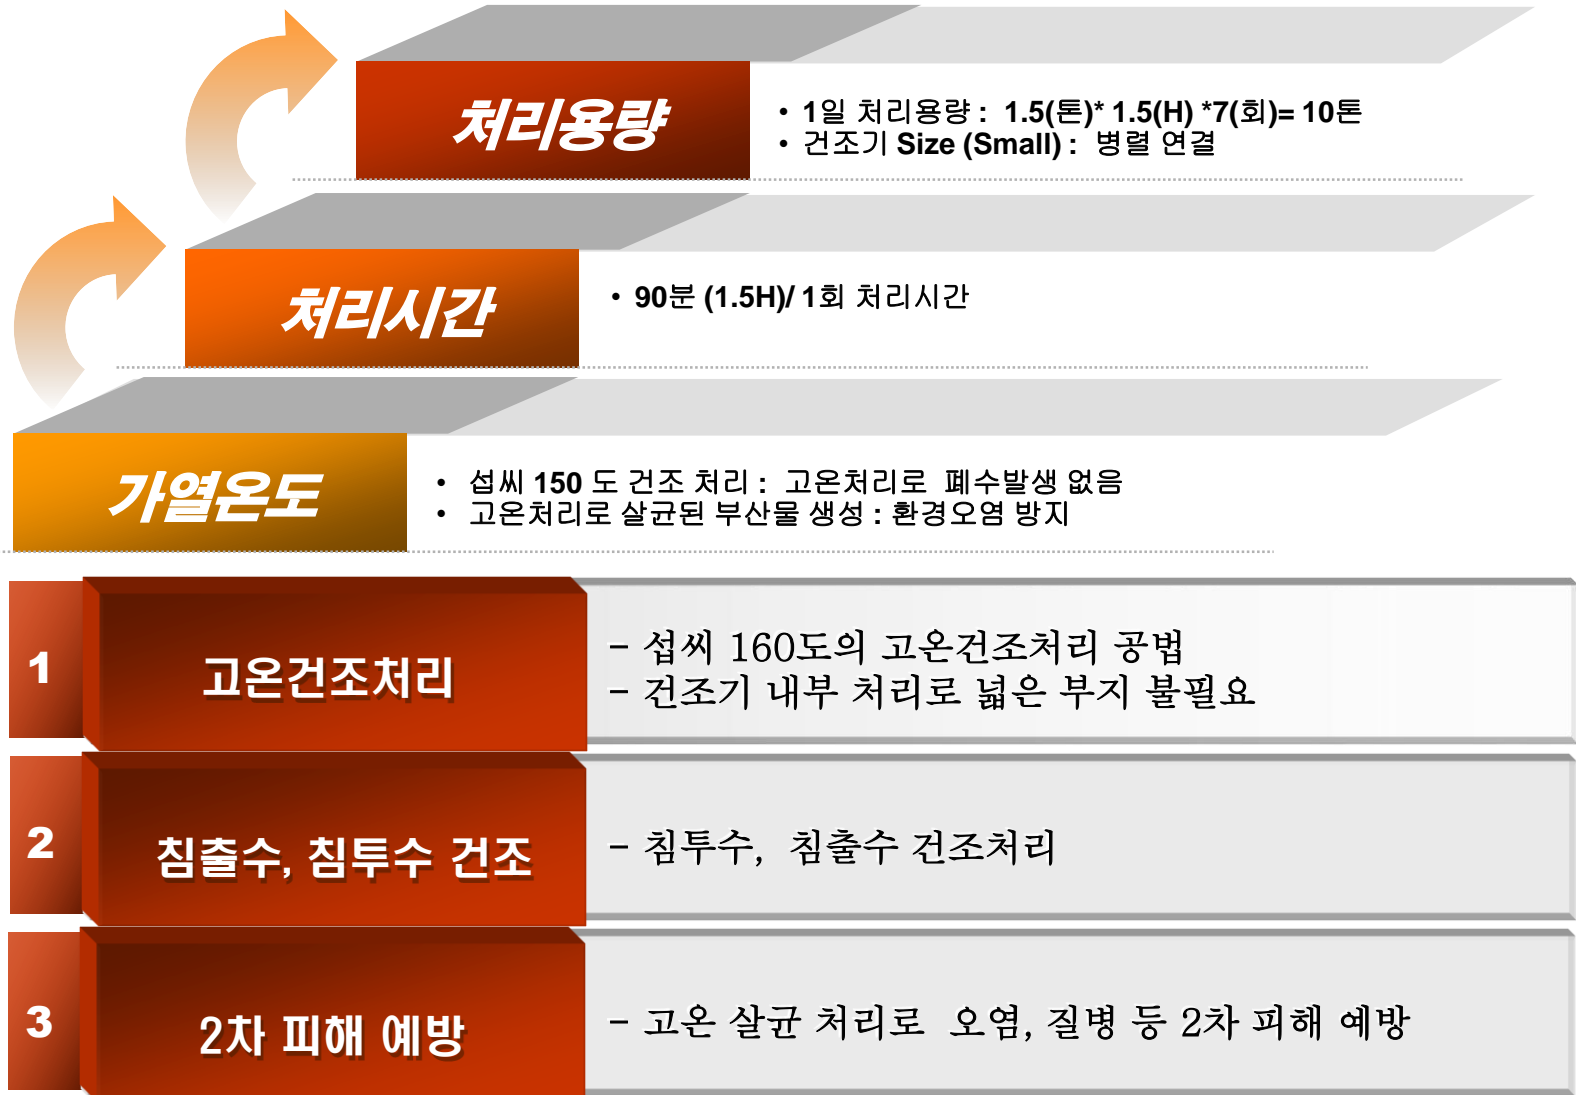 처리용량
• 1일 처리용량 : 1.5(톤)* 1.5(H) *7(회)= 10톤
• 건조기 Size (Small) : 병렬 연결
처리시간
• 90분 (1.5H)/ 1회 처리시간
가열온도
• 섭씨 150 도 건조 처리 : 고온처리로 폐수발생 없음
• 고온처리로 살균된 부산물 생성 : 환경오염 방지
1
고온건조처리
- 섭씨 160도의 고온건조처리 공법
- 건조기 내부 처리로 넓은 부지 불필요
2
침출수, 침투수 건조
- 침투수, 침출수 건조처리
3
2차 피해 예방
- 고온 살균 처리로 오염, 질병 등 2차 피해 예방